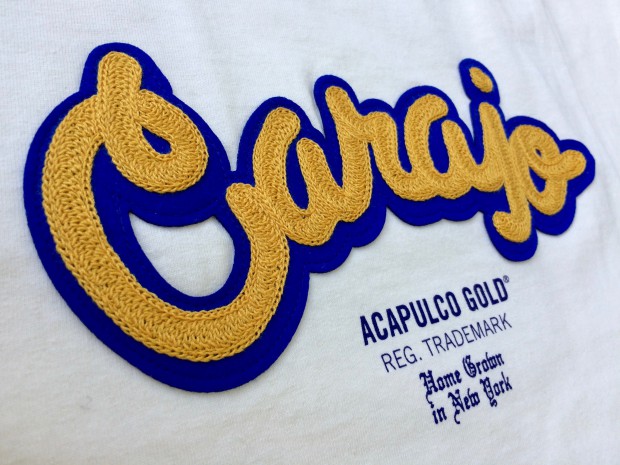 Carajo
ACAPULCO GOLD®
REG. TRADEMARK
Home Grown
in New York